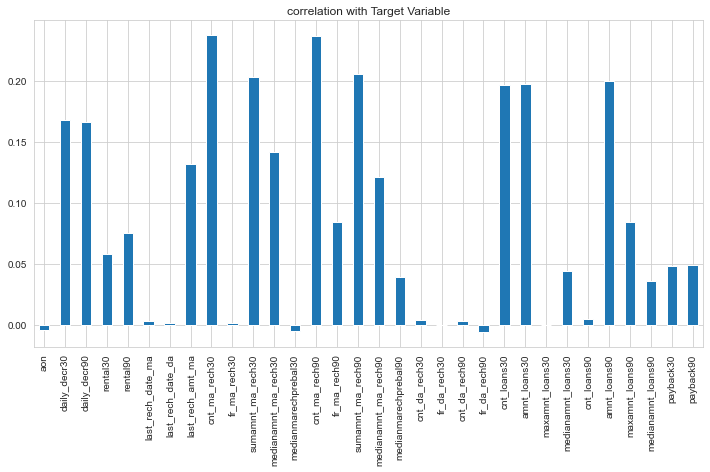 correlation with Target Variable
0.20
0.15
0.10
0.05
0.00
aon
daily_decr30
daily_decr90
rental30
rental90
last_rech_date_ma
last_rech_date_da
last_rech_amt_ma
cnt_ma_rech30
fr_ma_rech30
sumamnt_ma_rech30
medianamnt_ma_rech30
medianmarechprebal30
cnt_ma_rech90
fr_ma_rech90
sumamnt_ma_rech90
medianamnt_ma_rech90
medianmarechprebal90
cnt_da_rech30
fr_da_rech30
cnt_da_rech90
fr_da_rech90
cnt_loans30
amnt_loans30
maxamnt_loans30
medianamnt_loans30
cnt_loans90
amnt_loans90
maxamnt_loans90
medianamnt_loans90
payback30
payback90